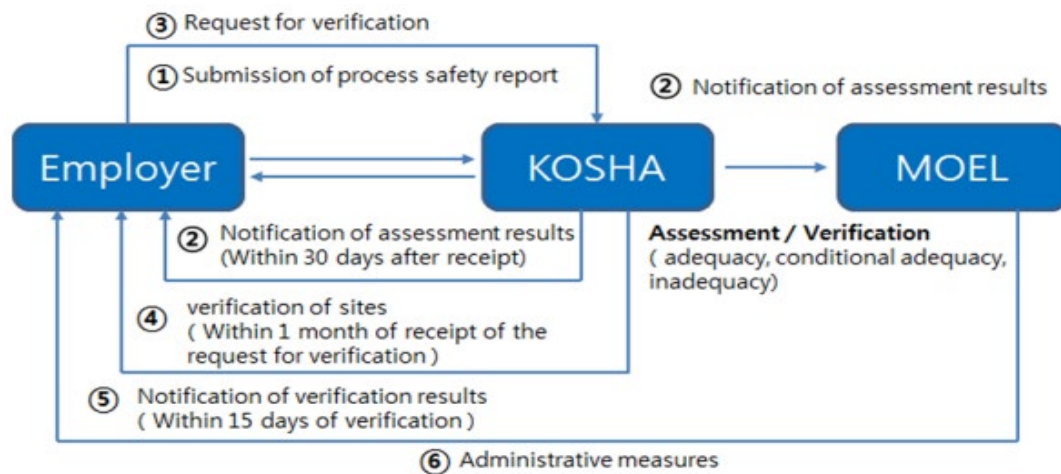 ③ Request for verification
① Submission of process safety report
② Notification of assessment results
Employer
KOSHA
MOEL
② Notification of assessment results
(Within 30 days after receipt)
Assessment / Verification
( adequacy, conditional adequacy,
inadequacy)
④ verification of sites
( Within 1 month of receipt of the
request for verification )
⑤ Notification of verification results
( Within 15 days of verification )
⑥ Administrative measures